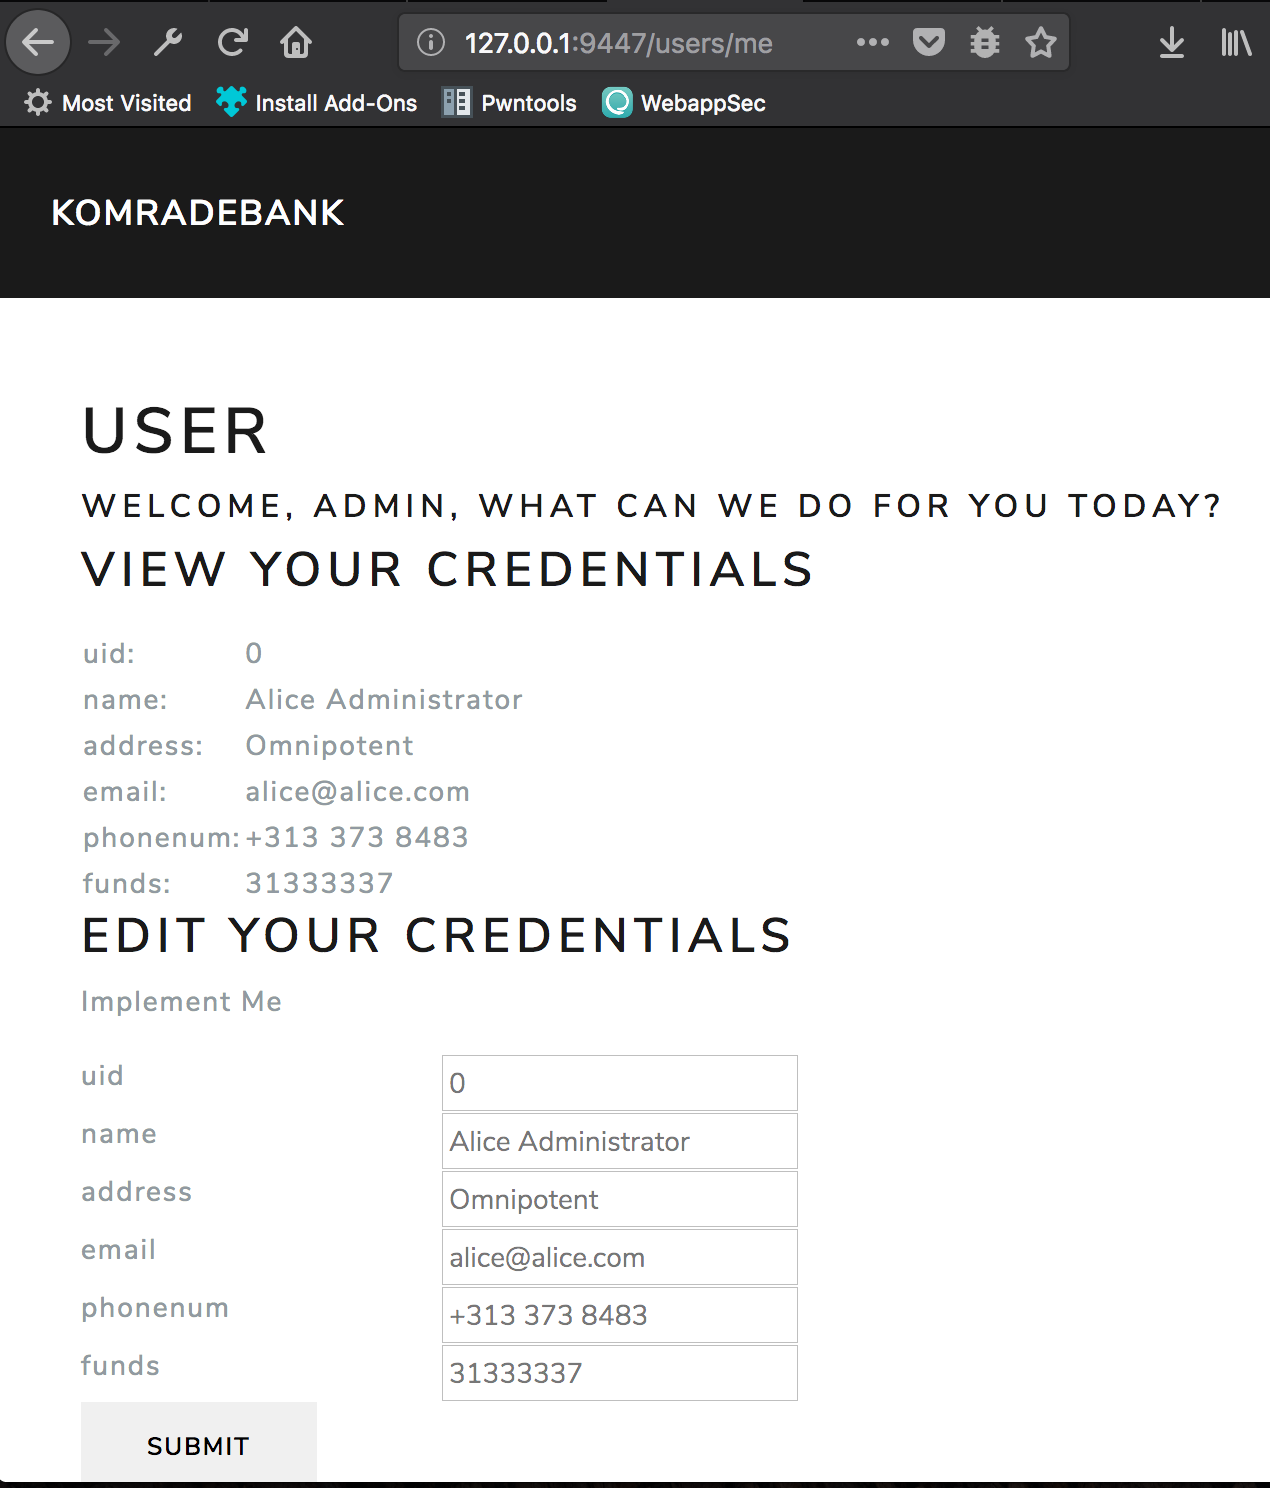 127.0.0.1:9447/users/me
Most Visited Install Add-Ons Pwntools WebappSec
KOMRADEBANK
USER
WELCOME, ADMIN, WHAT CAN WE DO FOR YOU TODAY?
VIEW YOUR CREDENTIALS
uid: 0
name: Alice Administrator
address: Omnipotent
email: alice@alice.com
phonenum: +313 373 8483
funds: 31333337
EDIT YOUR CREDENTIALS
Implement Me
uid 0
name Alice Administrator
address Omnipotent
email alice@alice.com
phonenum +313 373 8483
funds 31333337
SUBMIT